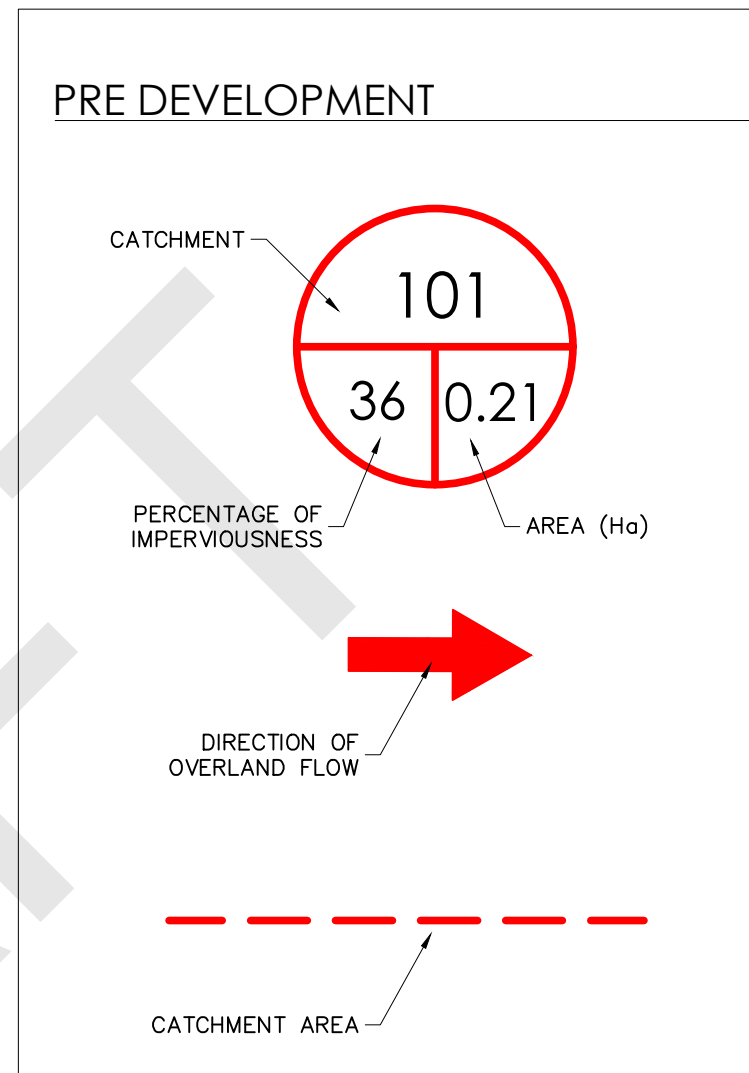 PRE DEVELOPMENT
CATCHMENT
101
36
0.21
PERCENTAGE OF
IMPERVIOUSNESS
AREA (Ha)
DIRECTION OF
OVERLAND FLOW
CATCHMENT AREA